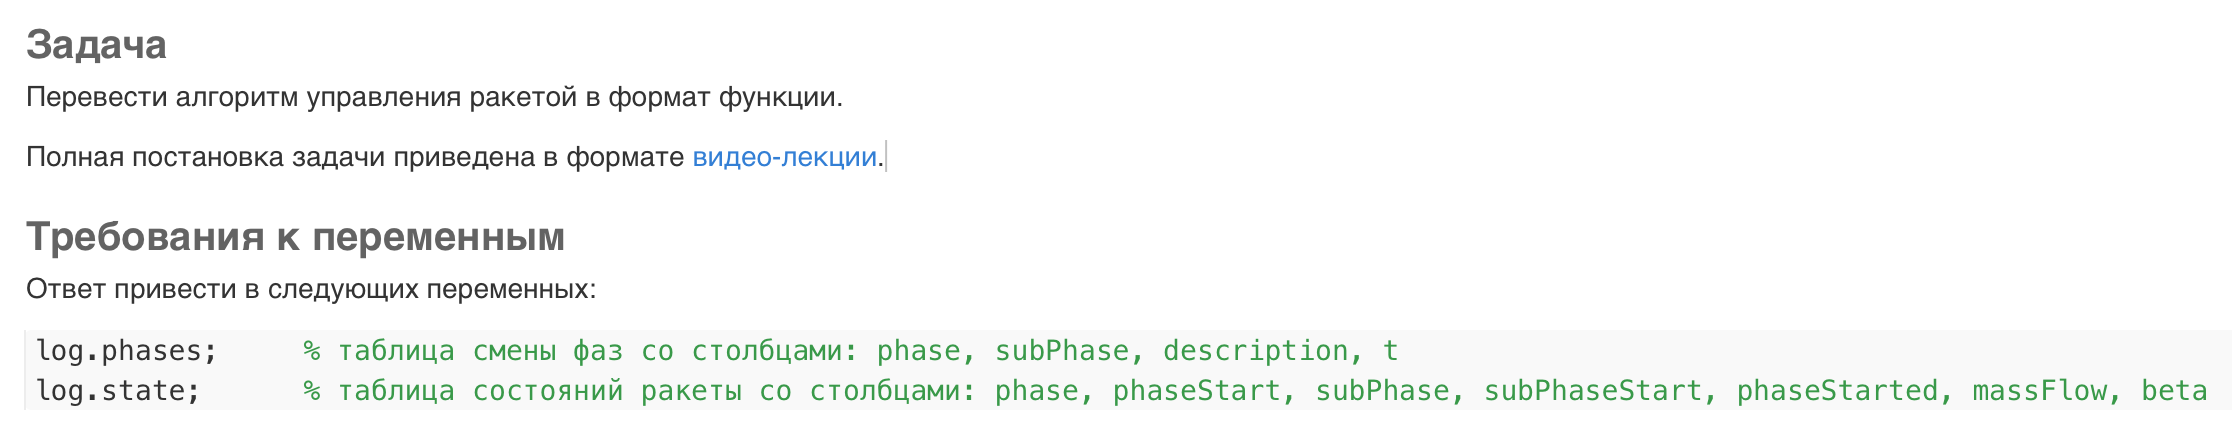 Задача
Перевести алгоритм управления ракетой в формат функции.
Полная постановка задачи приведена в формате видео-лекции.
Требования к переменным
Ответ привести в следующих переменных:
log.phases;     % таблица смены фаз со столбцами: phase, subPhase, description, t
log.state;      % таблица состояний ракеты со столбцами: phase, phaseStart, subPhase, subPhaseStart, phaseStarted, massFlow, beta